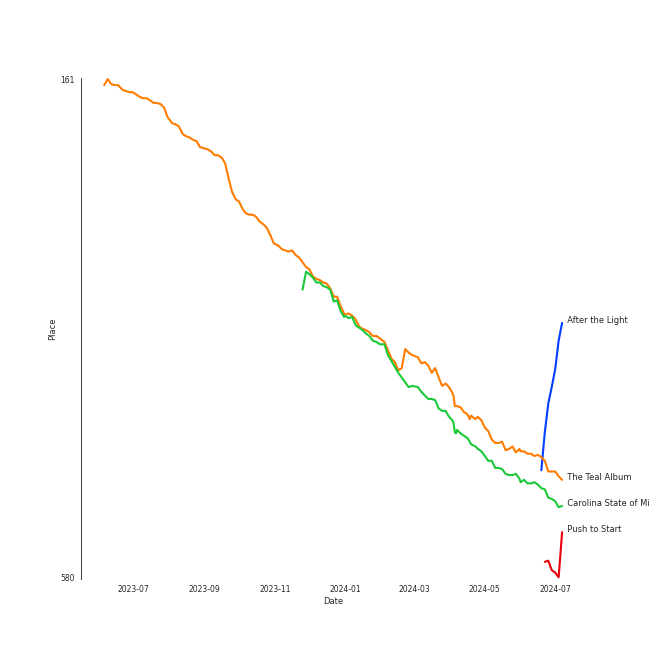 161
After the Light
Place
The Teal Album
Carolina State of Mi
Push to Start
580
2023-07
2023-09
2023-11
2024-01
2024-03
2024-05
2024-07
Date